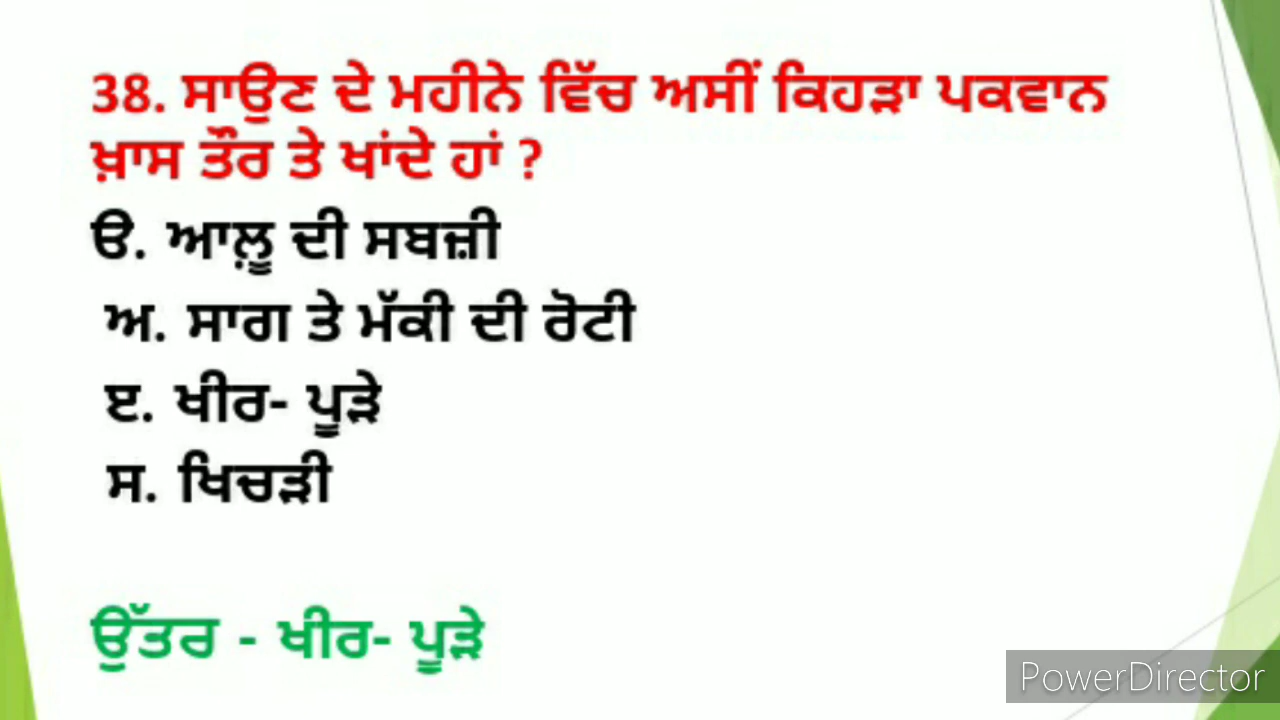 38. ਸਾਉਣ ਦੇ ਮਹੀਨੇ ਵਿੱਚ ਅਸੀਂ ਕਿਹੜਾ ਪਕਵਾਨ
ਖ਼ਾਸ ਤੌਰ ਤੇ ਖਾਂਦੇ ਹਾਂ ?
ੳ. ਆਲ਼ੂ ਦੀ ਸਬਜ਼ੀ
ਅ. ਸਾਗ ਤੇ ਮੱਕੀ ਦੀ ਰੋਟੀ
ੲ. ਖੀਰ- ਪੂੜੇ
ਸ. ਖਿਚੜੀ
ਉੱਤਰ - ਖੀਰ- ਪੂੜੇ
PowerDirector